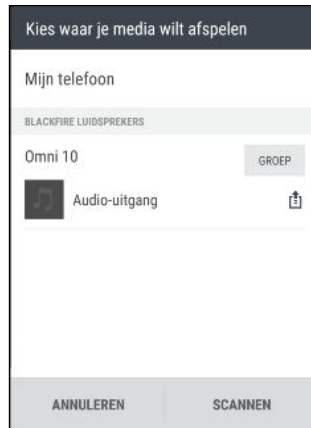 Kies waar je media wilt afspelen
Mijn telefoon
BLACKFIRE LUIDSPREKERS
Omni 10
GROEP
Audio-uitgang
ANNULEREN
SCANNEN